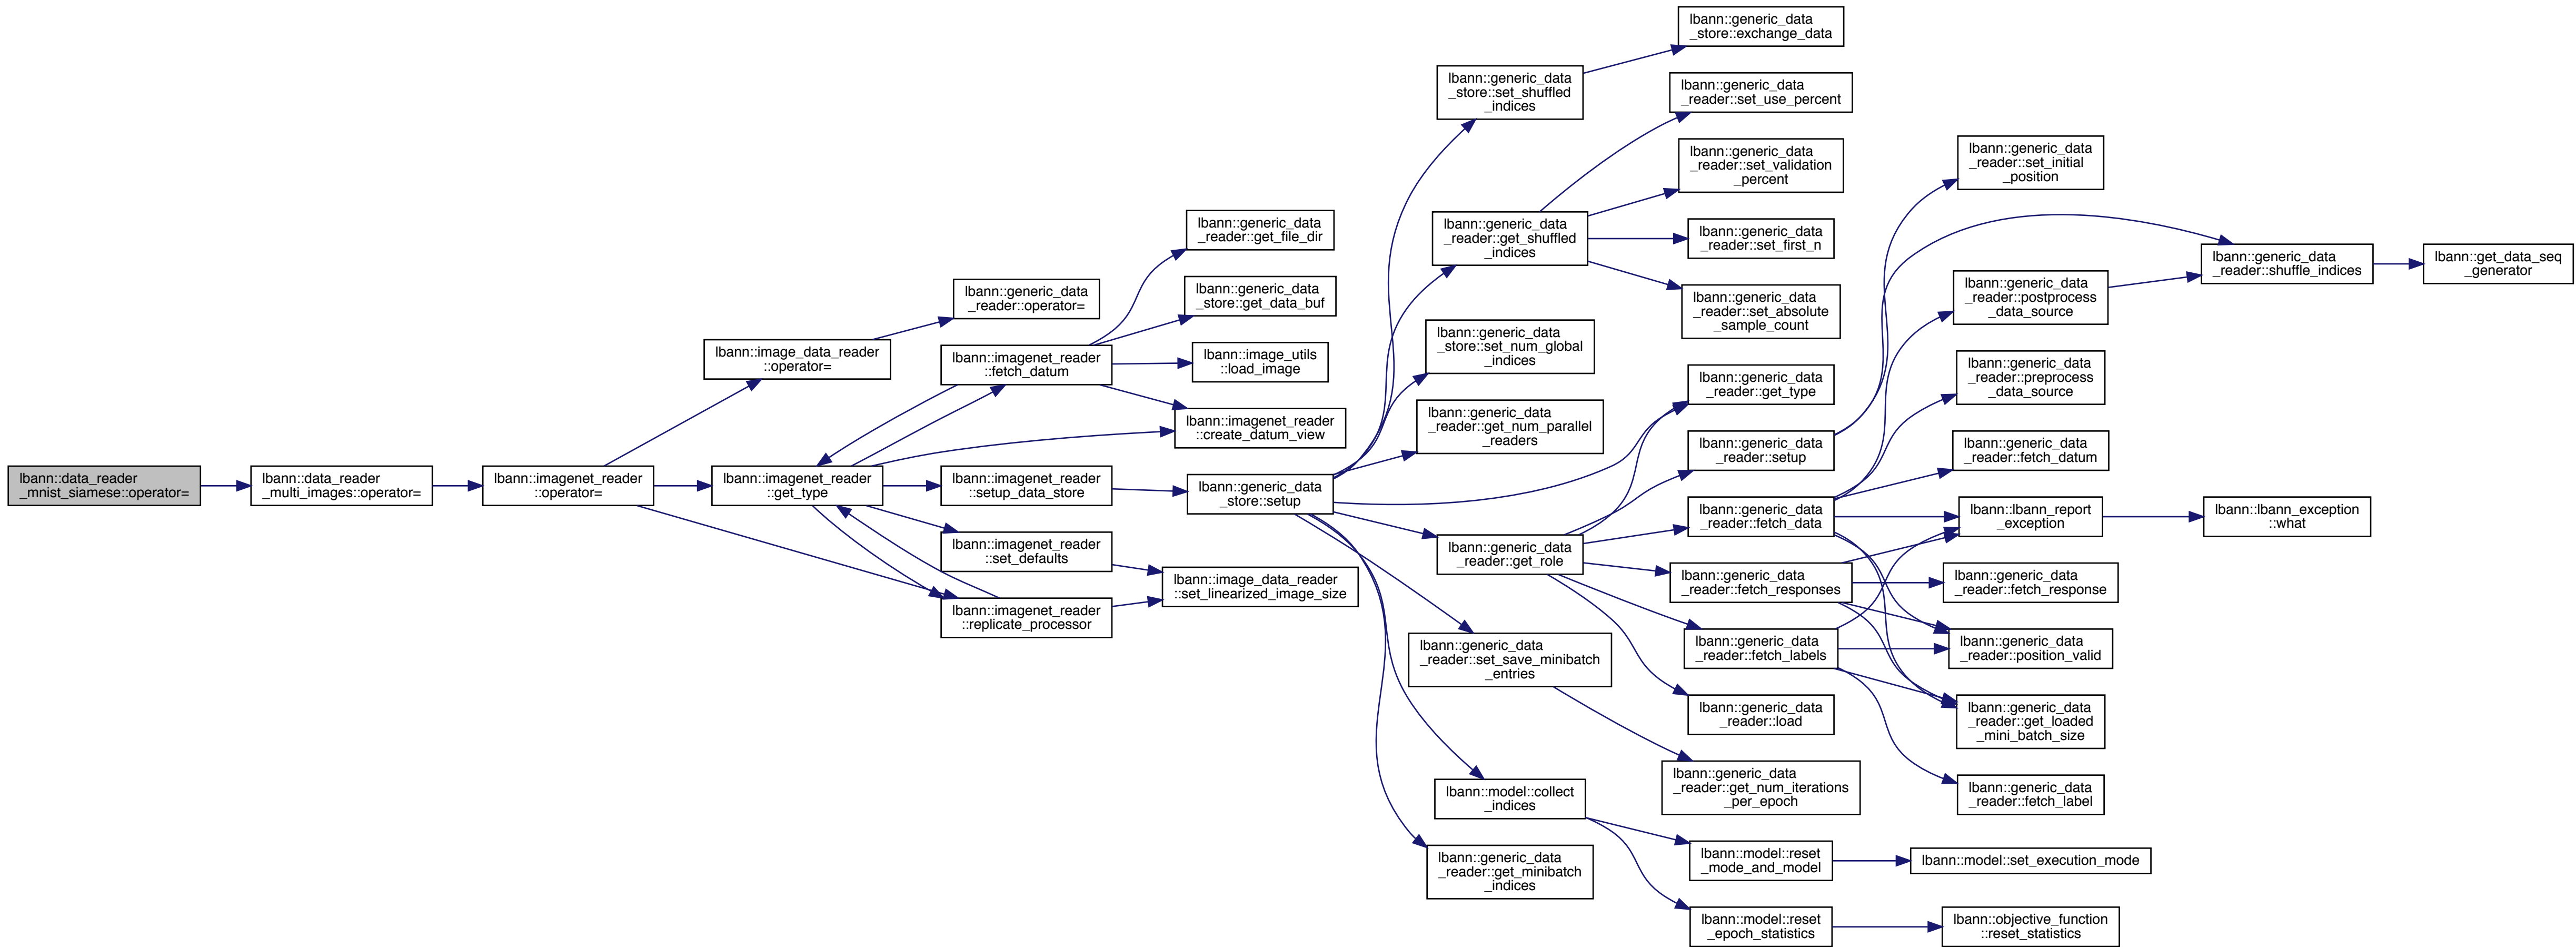 lbann::data_reader
_mnist_siamese::operator=
lbann::data_reader
_multi_images::operator=
lbann::imagenet_reader
::operator=
lbann::image_data_reader
::operator=
lbann::generic_data
_reader::operator=
lbann::imagenet_reader
::get_type
lbann::imagenet_reader
::fetch_datum
lbann::imagenet_reader
::setup_data_store
lbann::imagenet_reader
::set_defaults
lbann::imagenet_reader
::replicate_processor
lbann::generic_data
_reader::get_file_dir
lbann::generic_data
_store::get_data_buf
lbann::image_utils
::load_image
lbann::imagenet_reader
::create_datum_view
lbann::generic_data
_store::setup
lbann::image_data_reader
::set_linearized_image_size
lbann::generic_data
_store::set_shuffled
_indices
lbann::generic_data
_reader::get_shuffled
_indices
lbann::generic_data
_store::set_num_global
_indices
lbann::generic_data
_reader::get_num_parallel
_readers
lbann::generic_data
_reader::get_role
lbann::generic_data
_reader::set_save_minibatch
_entries
lbann::model::collect
_indices
lbann::generic_data
_reader::get_minibatch
_indices
lbann::generic_data
_store::exchange_data
lbann::generic_data
_reader::set_use_percent
lbann::generic_data
_reader::set_validation
_percent
lbann::generic_data
_reader::set_first_n
lbann::generic_data
_reader::set_absolute
_sample_count
lbann::generic_data
_reader::get_type
lbann::generic_data
_reader::setup
lbann::generic_data
_reader::fetch_data
lbann::generic_data
_reader::fetch_responses
lbann::generic_data
_reader::fetch_labels
lbann::generic_data
_reader::load
lbann::generic_data
_reader::get_num_iterations
_per_epoch
lbann::model::reset
_mode_and_model
lbann::model::reset
_epoch_statistics
lbann::generic_data
_reader::set_initial
_position
lbann::generic_data
_reader::postprocess
_data_source
lbann::generic_data
_reader::preprocess
_data_source
lbann::generic_data
_reader::fetch_datum
lbann::lbann_report
_exception
lbann::generic_data
_reader::fetch_response
lbann::generic_data
_reader::position_valid
lbann::generic_data
_reader::get_loaded
_mini_batch_size
lbann::generic_data
_reader::fetch_label
lbann::model::set_execution_mode
lbann::objective_function
::reset_statistics
lbann::generic_data
_reader::shuffle_indices
lbann::lbann_exception
::what
lbann::get_data_seq
_generator